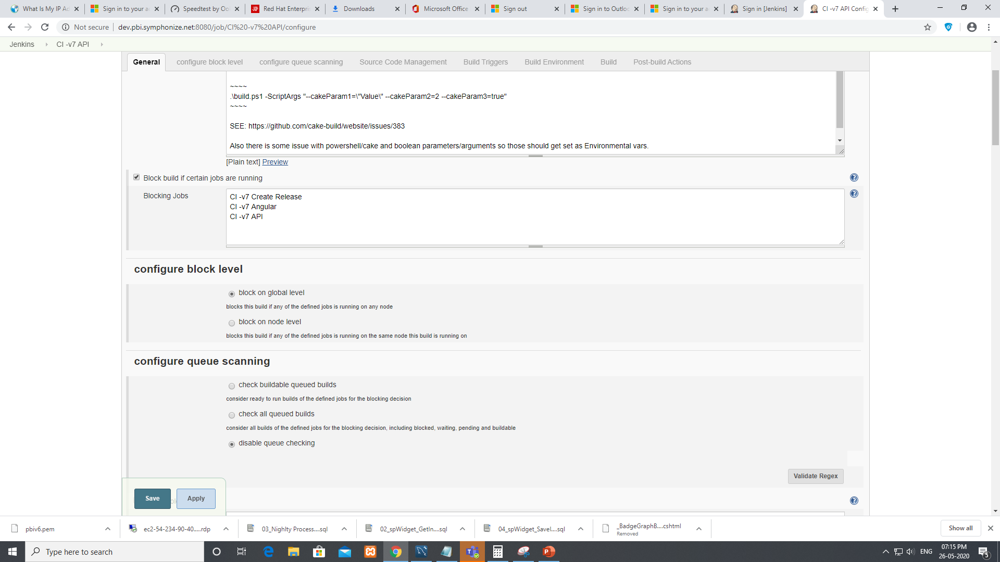 What Is My IP Ad
Sign in to your a
Speedtest by Oo
Red Hat Enterpri
Downloads
Microsoft Office
Sign out
Sign in to Outloo
Sign in to your a
Sign in [Jenkins]
CI -v7 API Config
Not secure
dev.pbi.symphonize.net:8080/job/CI%20-v7%20API/configure
Jenkins
CI -v7 API
General
configure block level
configure queue scanning
Source Code Management
Build Triggers
Build Environment
Build
Post-build Actions
~~~~
.\build.ps1 -ScriptArgs "--cakeParam1=\"Value\" --cakeParam2=2 --cakeParam3=true"
~~~~
SEE: https://github.com/cake-build/website/issues/383
Also there is some issue with powershell/cake and boolean parameters/arguments so those should get set as Environmental vars.
[Plain text] Preview
Block build if certain jobs are running
Blocking Jobs
CI -v7 Create Release
CI -v7 Angular
CI -v7 API
configure block level
block on global level
blocks this build if any of the defined jobs is running on any node
block on node level
blocks this build if any of the defined jobs is running on the same node this build is running on
configure queue scanning
check buildable queued builds
consider ready to run builds of the defined jobs for the blocking decision
check all queued builds
consider all builds of the defined jobs for the blocking decision, including blocked, waiting, pending and buildable
disable queue checking
Validate Regex
Save
Apply
pbiv6.pem
ec2-54-234-90-40.....rdp
03_Nighlty Process....sql
02_spWidget_GetIn....sql
04_spWidget_SaveI....sql
_BadgeGraphB....cshtml
Removed
Show all
Type here to search
ENG
07:15 PM
26-05-2020
5